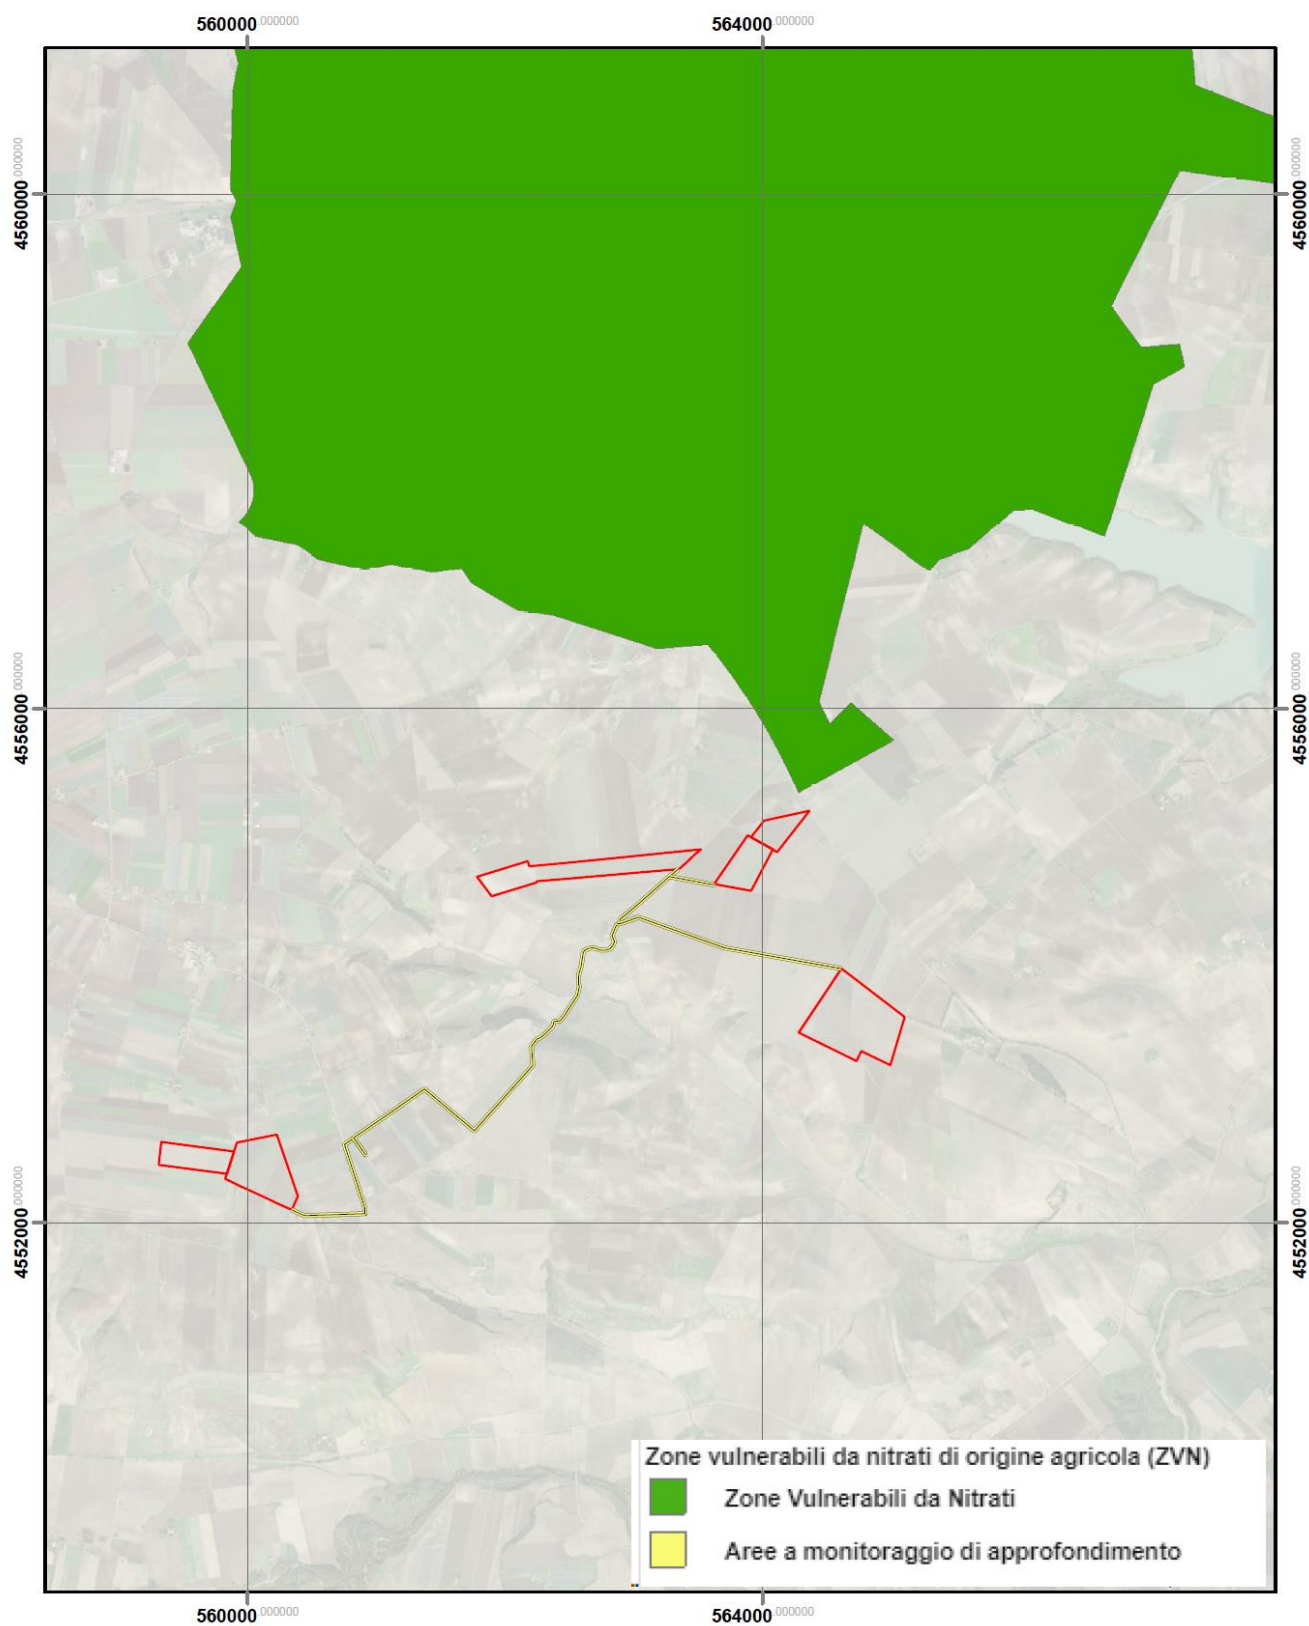 560000.000000 564000.000000
4560000.000000 4560000.000000
4556000.000000 4556000.000000
4552000.000000 4552000.000000
Zone vulnerabili da nitrati di origine agricola (ZVN)
Zone Vulnerabili da Nitrati
Aree a monitoraggio di approfondimento
560000.000000 564000.000000